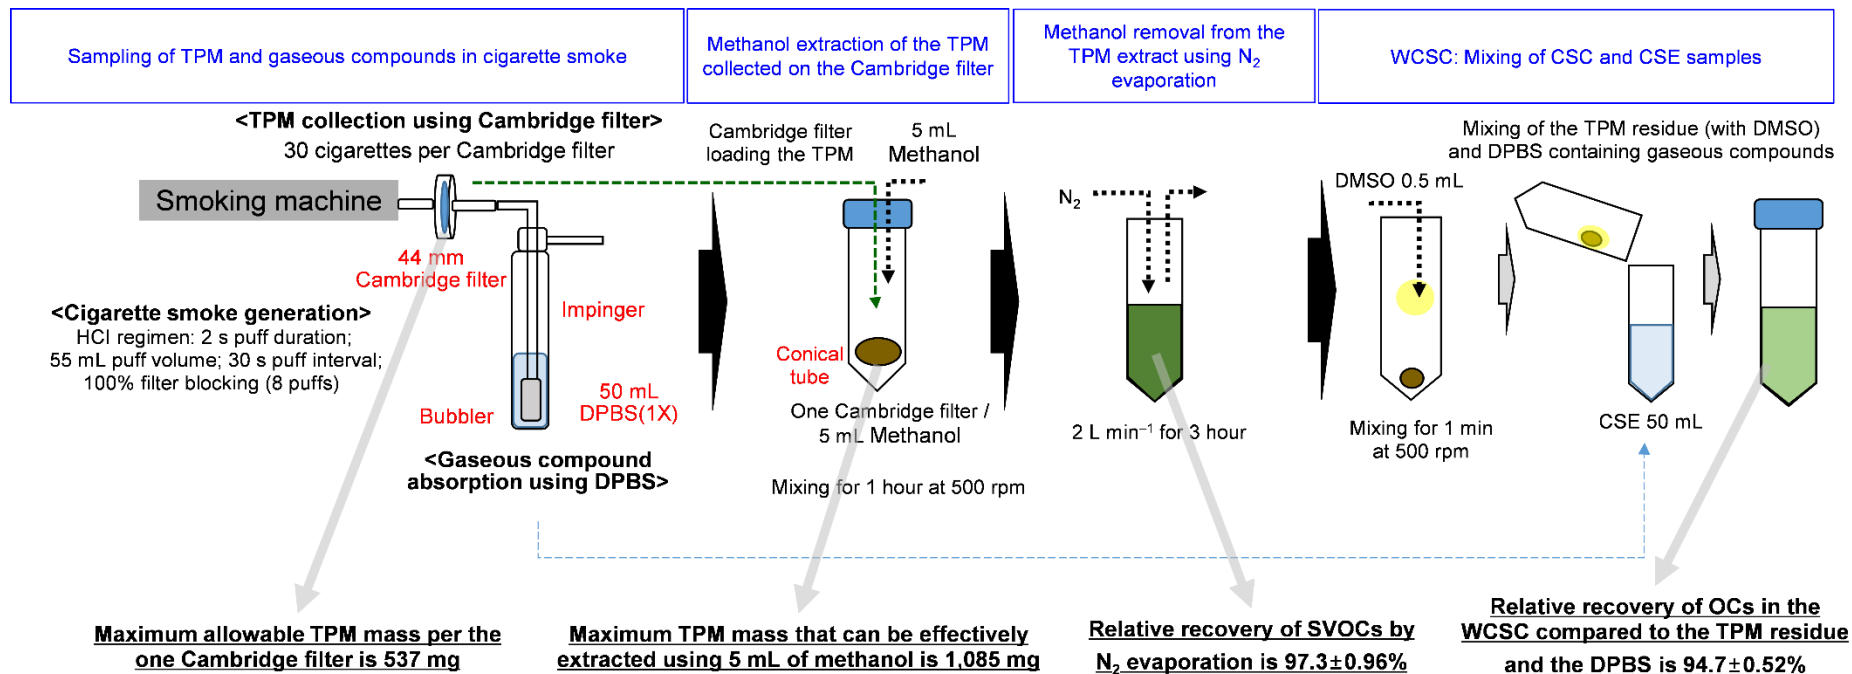 Sampling of TPM and gaseous compounds in cigarette smoke
Methanol extraction of the TPM
collected on the Cambridge filter
Methanol removal from the
TPM extract using N₂
evaporation
WCSC: Mixing of CSC and CSE samples
<TPM collection using Cambridge filter>
30 cigarettes per Cambridge filter
Smoking machine
44 mm
Cambridge filter
<Cigarette smoke generation>
HCI regimen: 2 s puff duration;
55 mL puff volume; 30 s puff interval;
100% filter blocking (8 puffs)
Impinger
Bubbler
50 mL
DPBS(1X)
<Gaseous compound
absorption using DPBS>
Cambridge filter
loading the TPM
5 mL
Methanol
Conical
tube
One Cambridge filter /
5 mL Methanol
Mixing for 1 hour at 500 rpm
N₂
2 L min⁻¹ for 3 hour
Mixing of the TPM residue (with DMSO)
and DPBS containing gaseous compounds
DMSO 0.5 mL
Mixing for 1 min
at 500 rpm
CSE 50 mL
Maximum allowable TPM mass per the
one Cambridge filter is 537 mg
Maximum TPM mass that can be effectively
extracted using 5 mL of methanol is 1,085 mg
Relative recovery of SVOCs by
N₂ evaporation is 97.3±0.96%
Relative recovery of OCs in the
WCSC compared to the TPM residue
and the DPBS is 94.7±0.52%